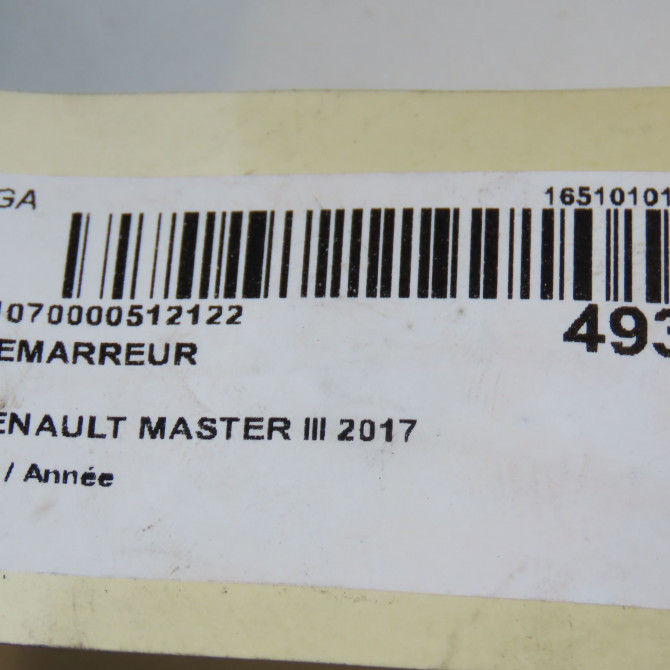 GA 16510101
070000512122
493
EMARREUR
ENAULT MASTER III 2017
/ Année